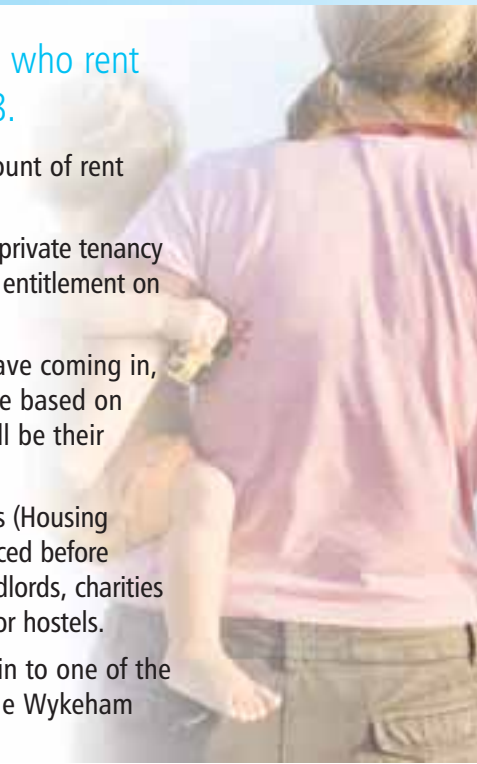 who rent
3.
ount of rent
private tenancy
entitlement on
ave coming in,
e based on
ll be their
s (Housing
ced before
dlords, charities
or hostels.
in to one of the
e Wykeham